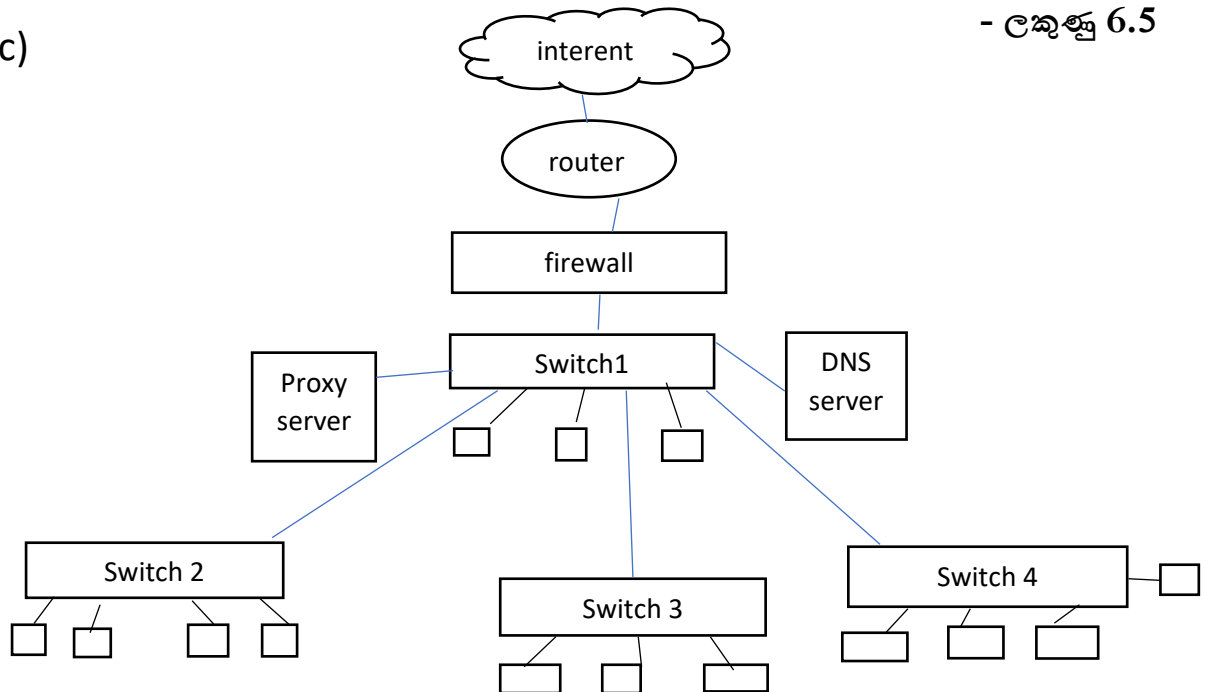 - ලකුණු 6.5
c)
interent
router
firewall
Switch1
Proxy
server
DNS
server
Switch 2
Switch 3
Switch 4